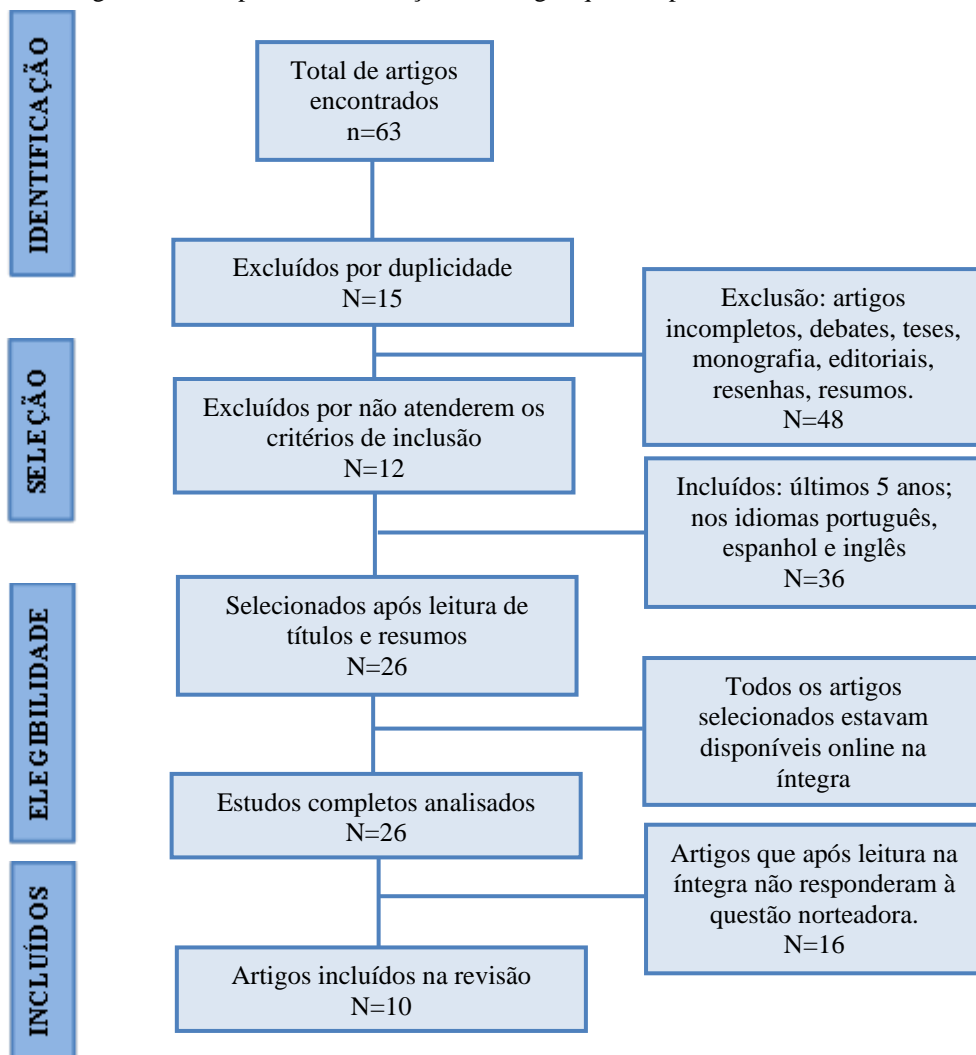 IDENTIFICAÇÃO
Total de artigos
encontrados
n=63
Excluídos por duplicidade
N=15
Exclusão: artigos
incompletos, debates, teses,
monografia, editoriais,
resenhas, resumos.
N=48
SELEÇÃO
Excluídos por não atenderem os
critérios de inclusão
N=12
Incluídos: últimos 5 anos;
nos idiomas português,
espanhol e inglês
N=36
ELEGIBILIDADE
Selecionados após leitura de
títulos e resumos
N=26
Todos os artigos
selecionados estavam
disponíveis online na
íntegra
Estudos completos analisados
N=26
Artigos que após leitura na
íntegra não responderam à
questão norteadora.
N=16
INCLUÍDOS
Artigos incluídos na revisão
N=10